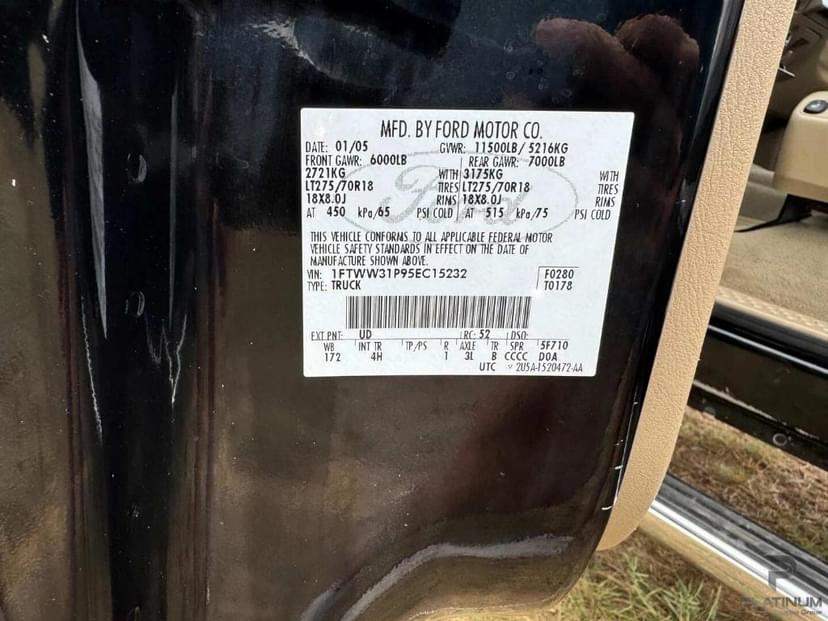 MFD. BY FORD MOTOR CO.
DATE: 01/05 GVWR: 11500LB/ 5216KG
FRONT GAWR: 6000LB REAR GAWR: 7000LB
2721KG WITH 3175KG WITH
LT275/70R18 TIRES LT275/70R18 TIRES
18X8.0J RIMS 18X8.0J RIMS
AT 450 kPa/65 PSI COLD AT 515 kPa/75 PSI COLD
Ford
THIS VEHICLE CONFORMS TO ALL APPLICABLE FEDERAL MOTOR
VEHICLE SAFETY STANDARDS IN EFFECT ON THE DATE OF
MANUFACTURE SHOWN ABOVE.
VIN: 1FTWW31P95EC15232 F0280
TYPE: TRUCK T0178
EXT PNT: UD RC: 52 DSO:
WB INT TR TP/PS R AXLE TR SPR 5F710
172 4H 1 3L B CCCC D0A
UTC 2U5A-1520472-AA
PLATINUM